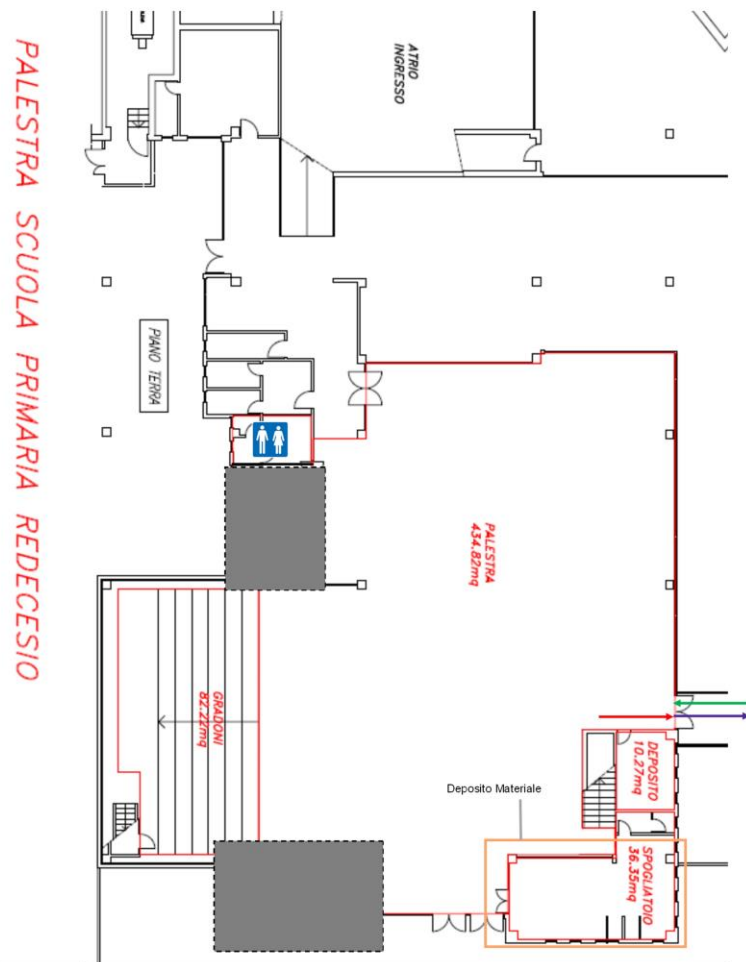 PALESTRA SCUOLA PRIMARIA REDECESIO
ATRIO
INGRESSO
PIANO TERRA
PALESTRA
434.82mq
GRADONI
82.22mq
DEPOSITO
10.27mq
Deposito Materiale
SPOGLIATOIO
36.35mq